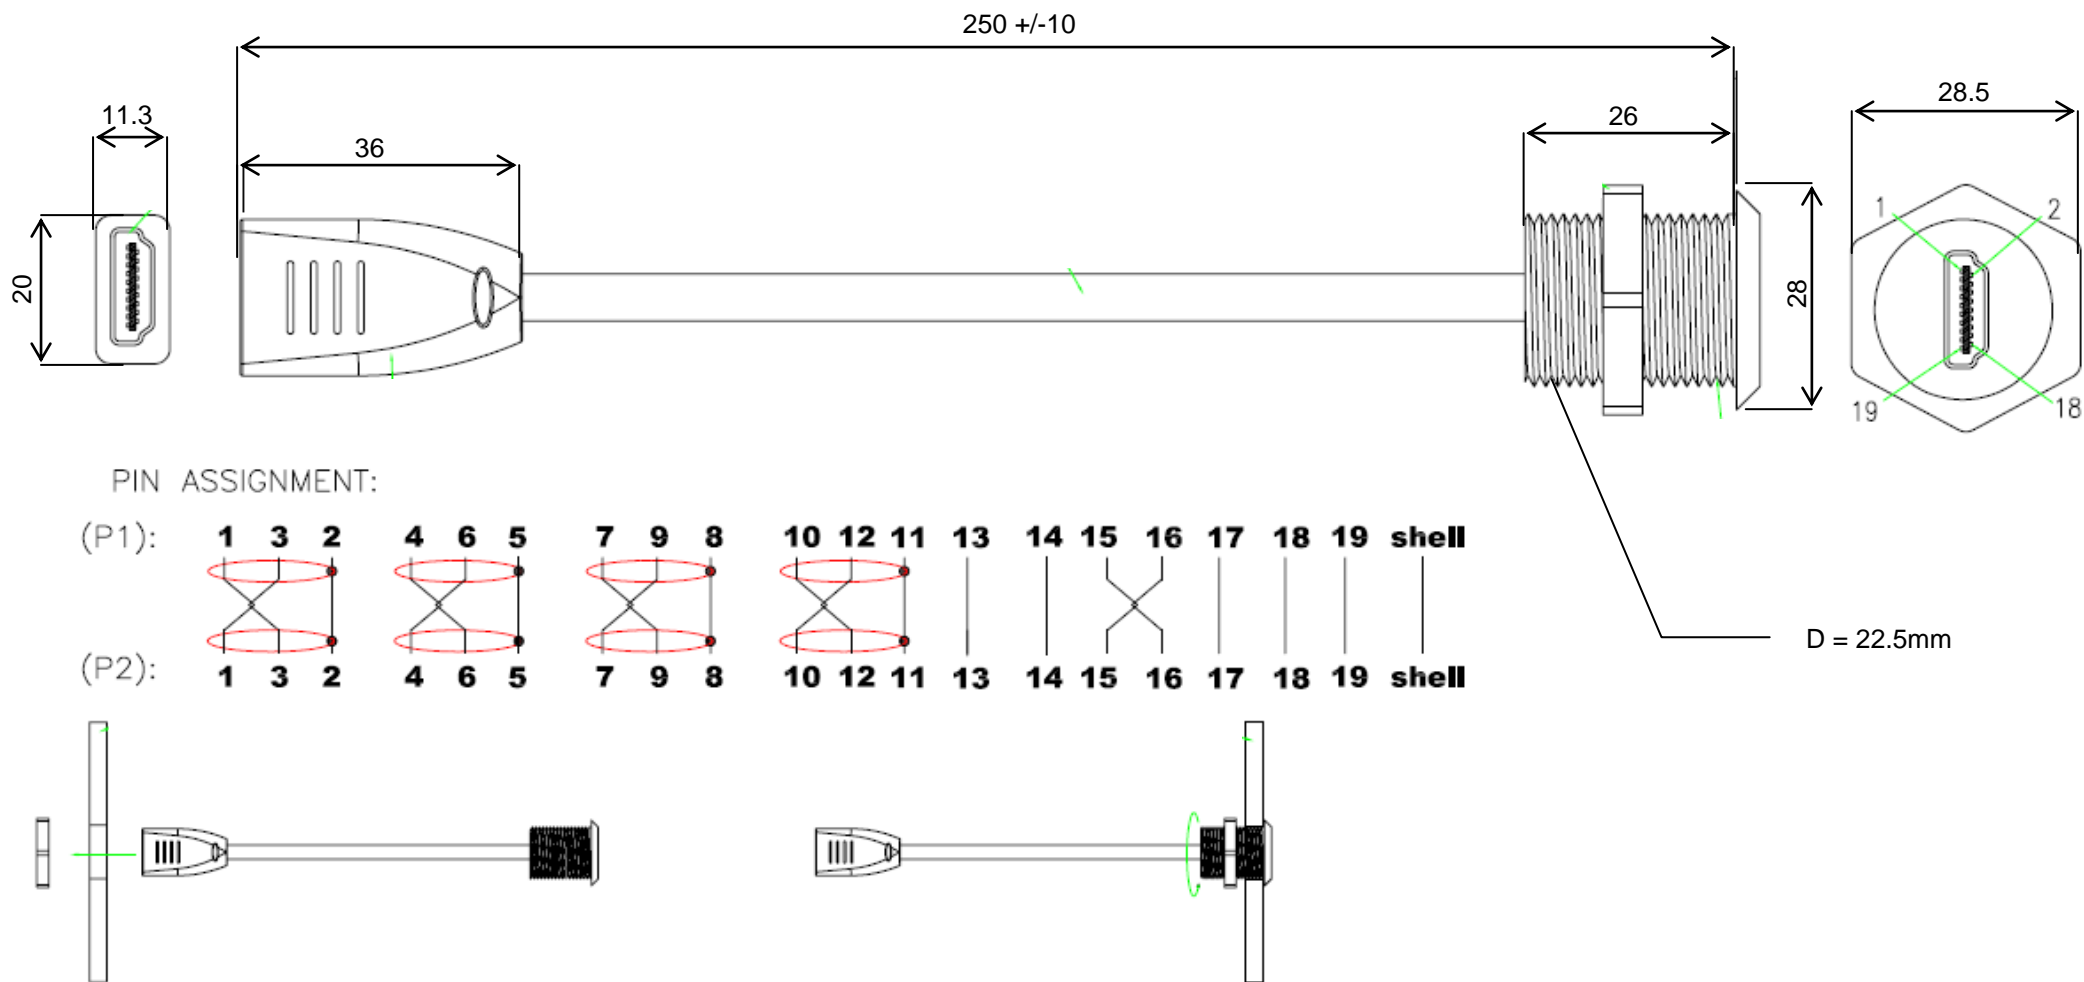 250 +/-10
11.3
28.5
36
26
1
2
20
28
19
18
PIN ASSIGNMENT:
(P1): 1 3 2 4 6 5 7 9 8 10 12 11 13 14 15 16 17 18 19 shell
D = 22.5mm
(P2): 1 3 2 4 6 5 7 9 8 10 12 11 13 14 15 16 17 18 19 shell